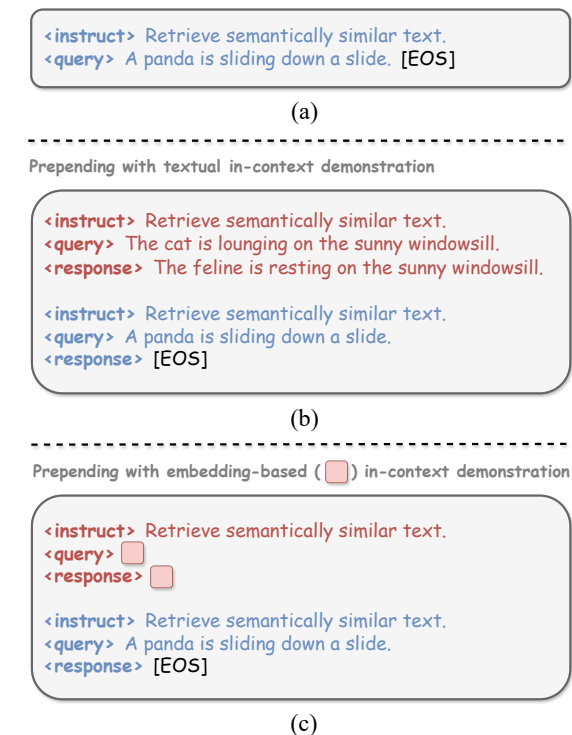 <instruct> Retrieve semantically similar text.
<query> A panda is sliding down a slide. [EOS]
(a)
Prepending with textual in-context demonstration
<instruct> Retrieve semantically similar text.
<query> The cat is lounging on the sunny windowsill.
<response> The feline is resting on the sunny windowsill.
<instruct> Retrieve semantically similar text.
<query> A panda is sliding down a slide.
<response> [EOS]
(b)
Prepending with embedding-based ( ) in-context demonstration
<instruct> Retrieve semantically similar text.
<query>
<response>
<instruct> Retrieve semantically similar text.
<query> A panda is sliding down a slide.
<response> [EOS]
(c)